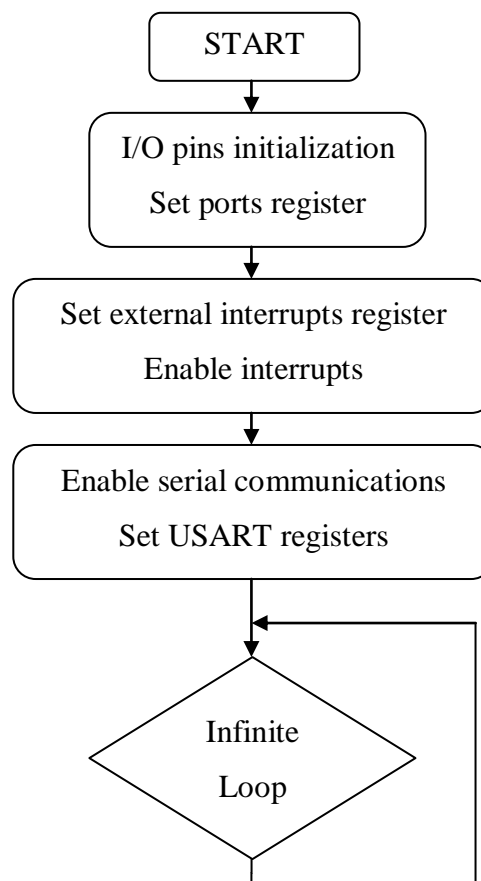 START
I/O pins initialization
Set ports register
Set external interrupts register
Enable interrupts
Enable serial communications
Set USART registers
Infinite
Loop